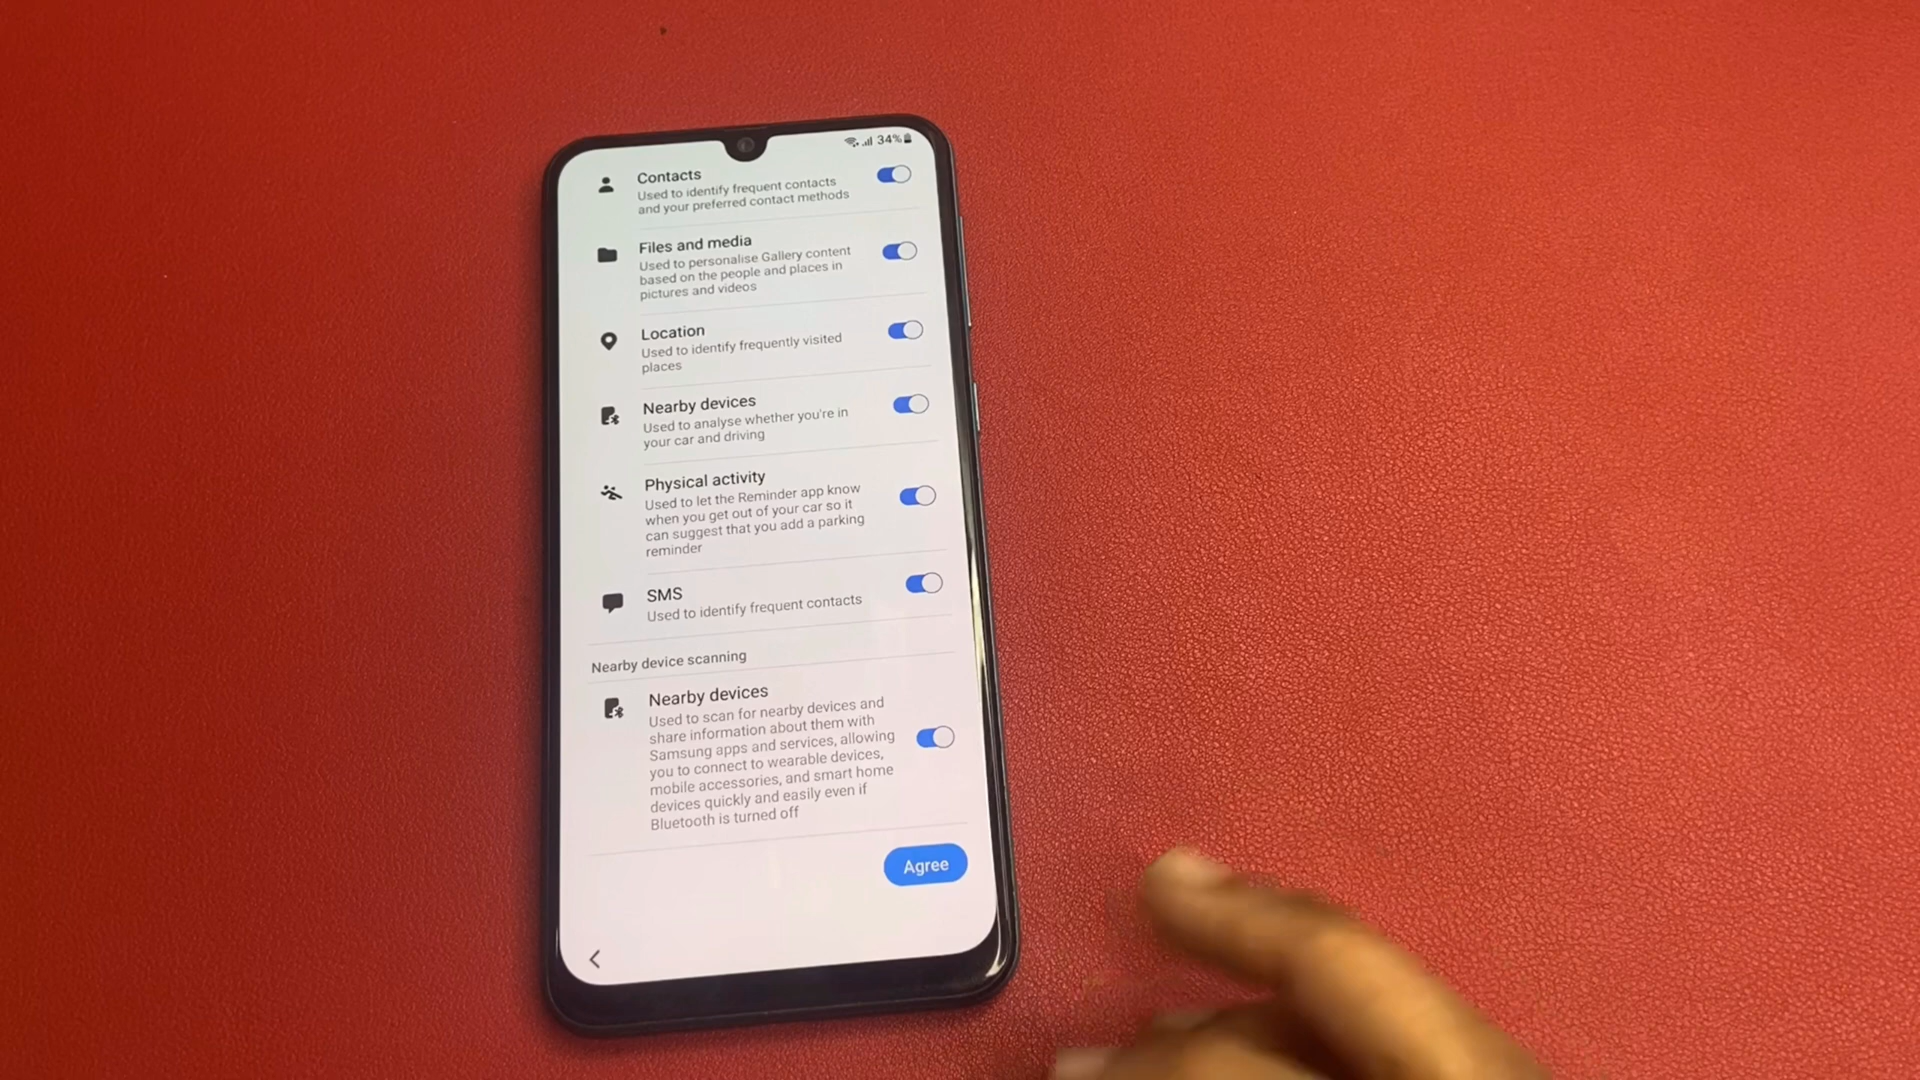 34%
Contacts
Used to identify frequent contacts
and your preferred contact methods
Files and media
Used to personalise Gallery content
based on the people and places in
pictures and videos
Location
Used to identify frequently visited
places
Nearby devices
Used to analyse whether you're in
your car and driving
Physical activity
Used to let the Reminder app know
when you get out of your car so it
can suggest that you add a parking
reminder
SMS
Used to identify frequent contacts
Nearby device scanning
Nearby devices
Used to scan for nearby devices and
share information about them with
Samsung apps and services, allowing
you to connect to wearable devices,
mobile accessories, and smart home
devices quickly and easily even if
Bluetooth is turned off
Agree